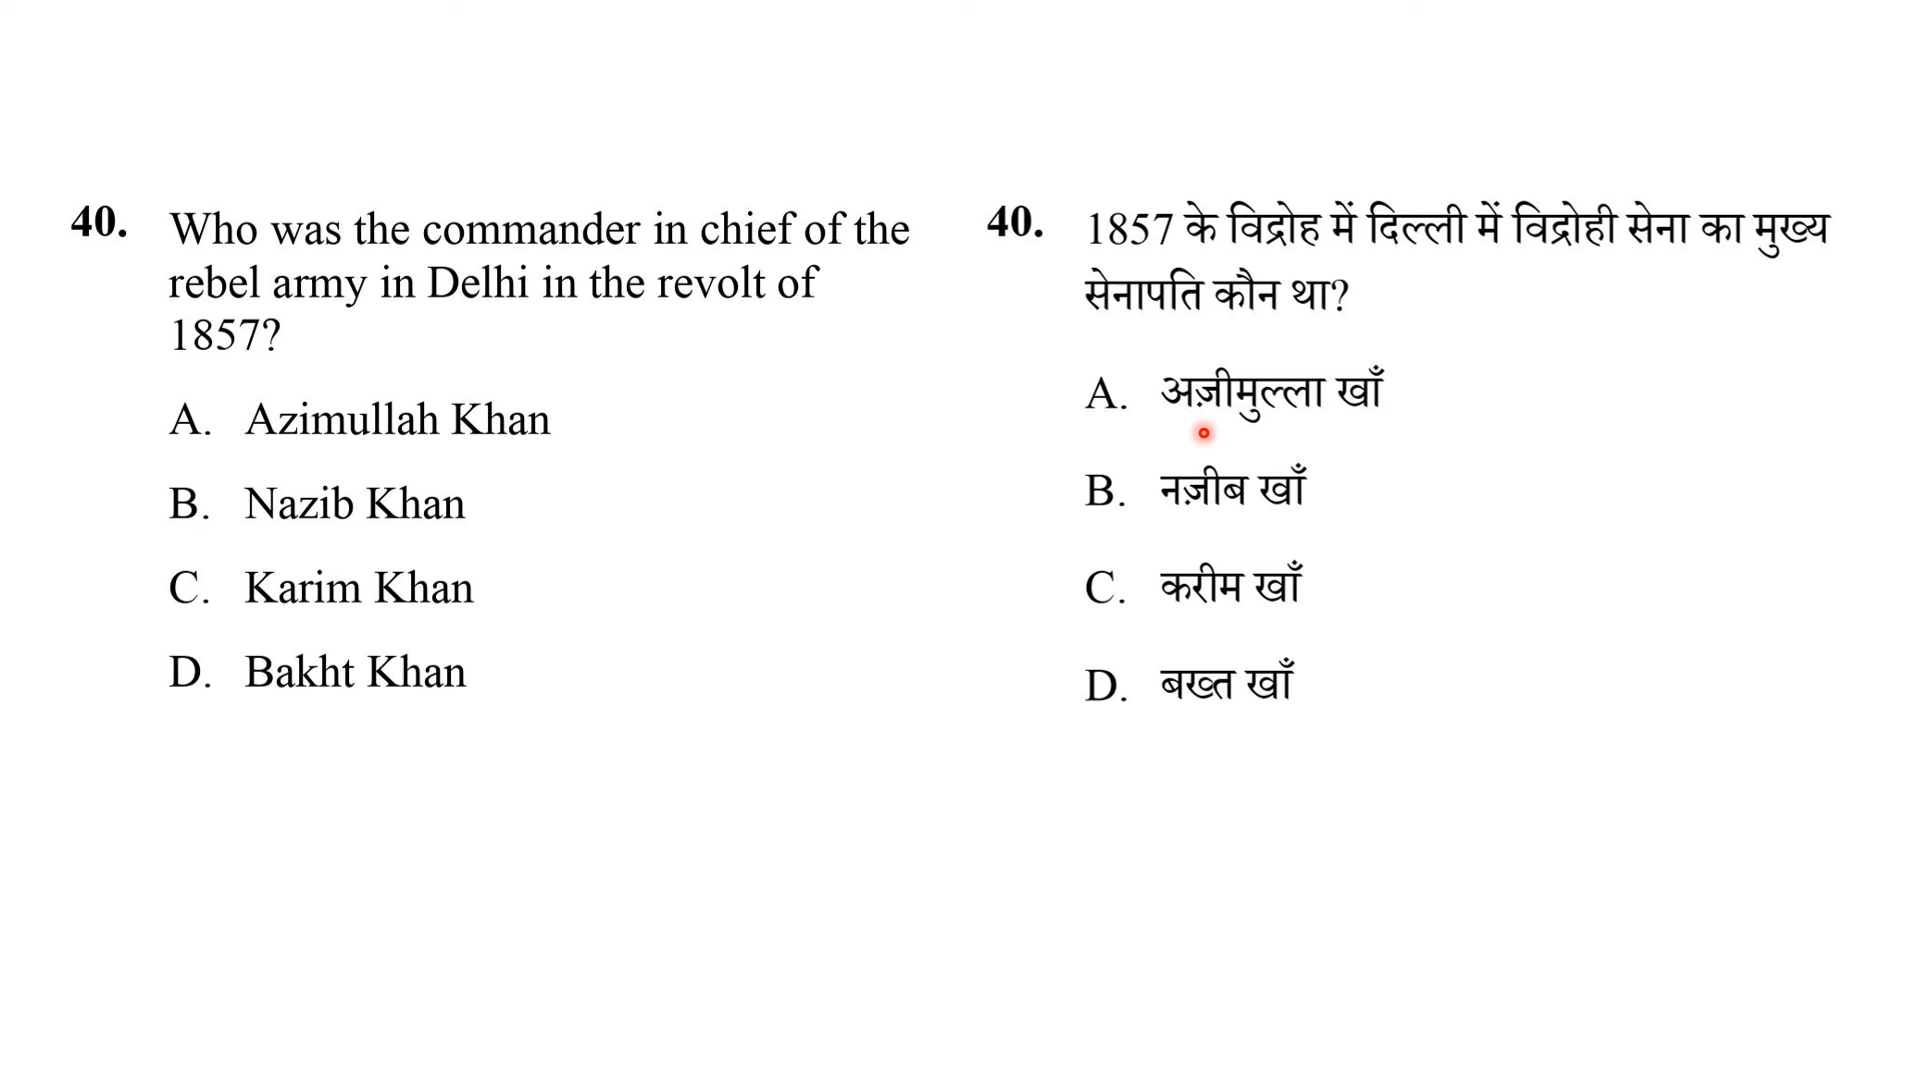 40. Who was the commander in chief of the
rebel army in Delhi in the revolt of
1857?
A. Azimullah Khan
B. Nazib Khan
C. Karim Khan
D. Bakht Khan
40. 1857 के विद्रोह में दिल्ली में विद्रोही सेना का मुख्य
सेनापति कौन था?
A. अज़ीमुल्ला खाँ
B. नज़ीब खाँ
C. करीम खाँ
D. बख्त खाँ